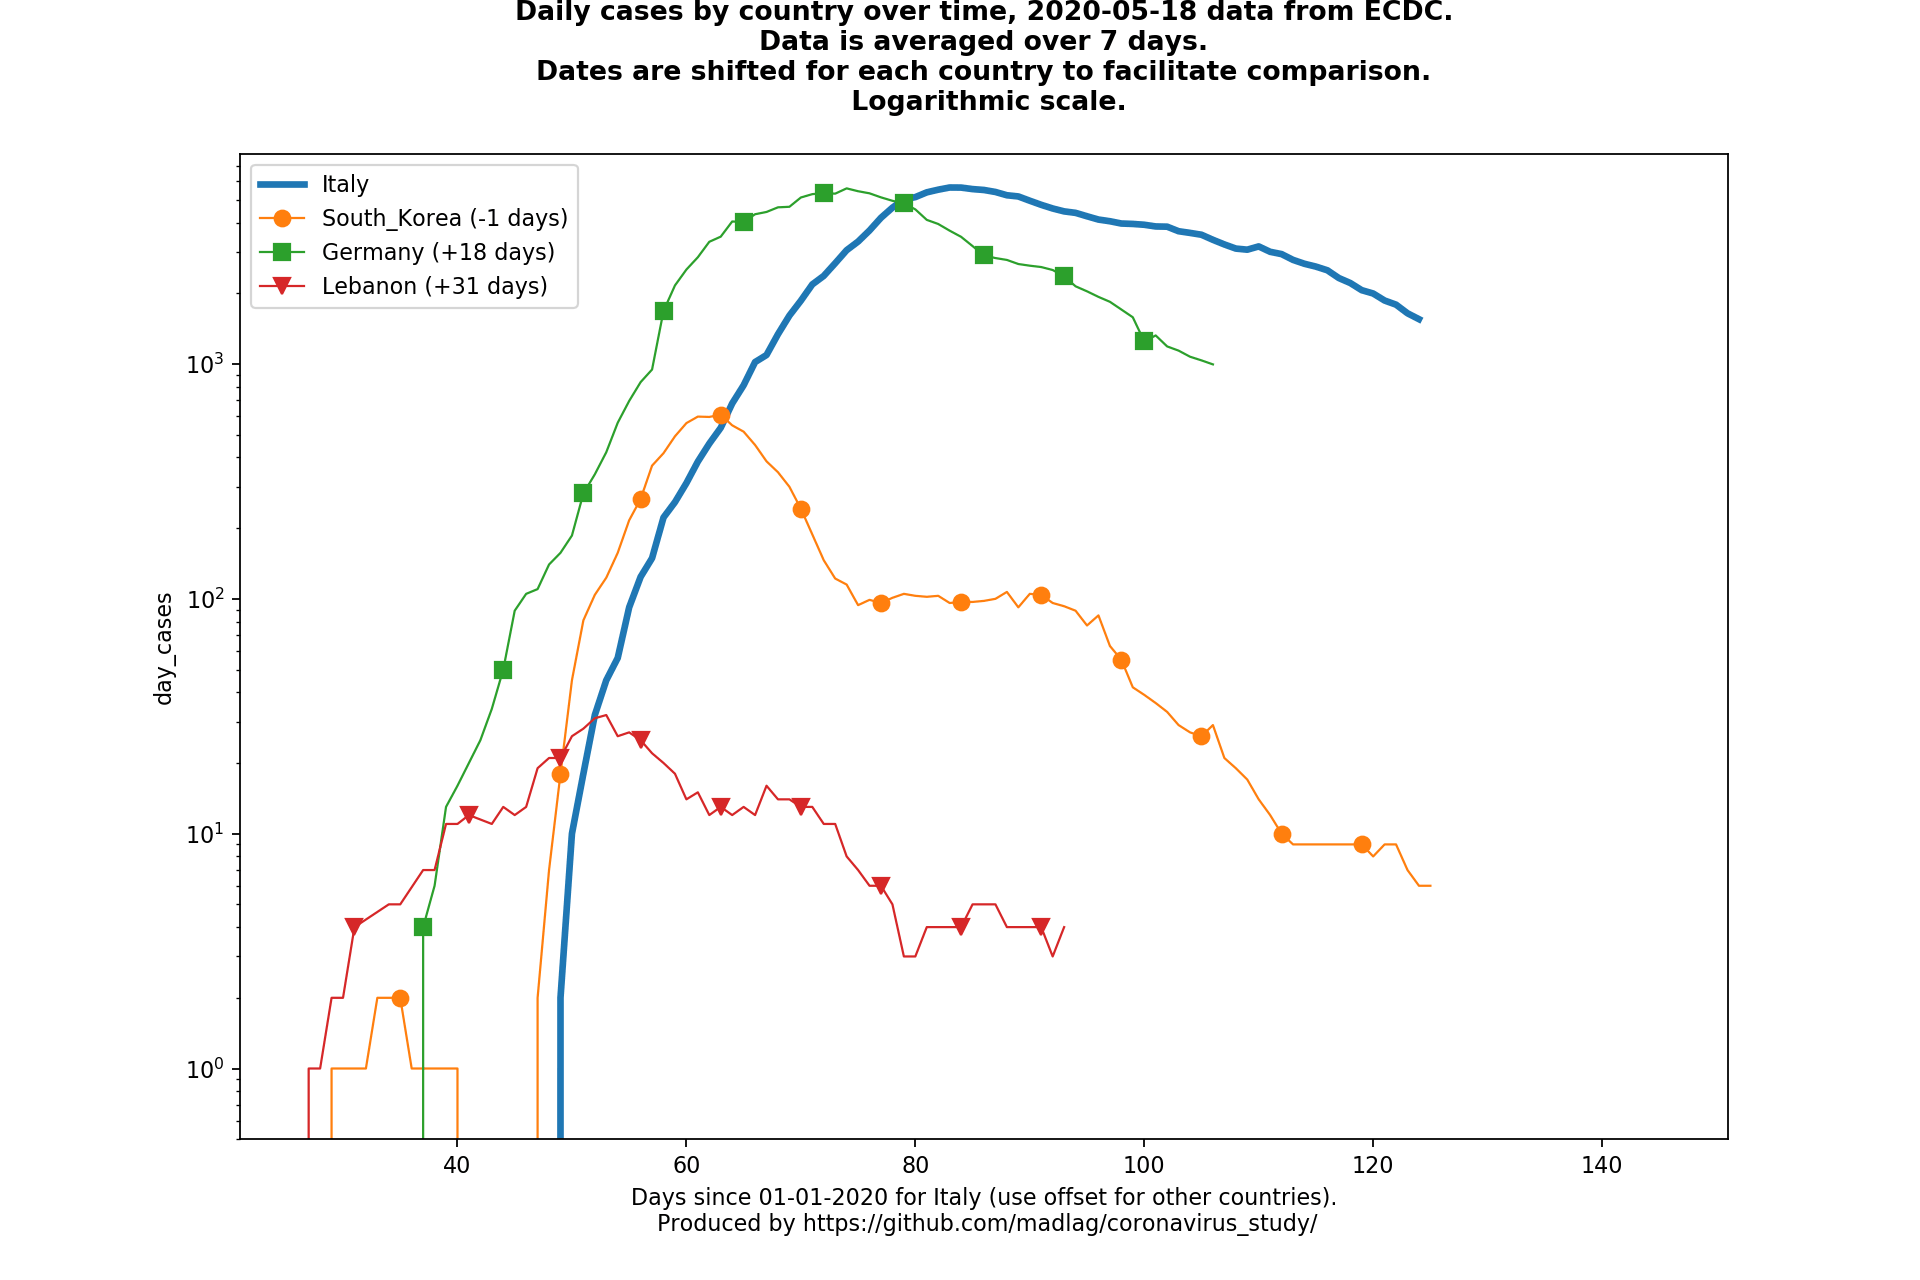 Daily cases by country over time, 2020-05-18 data from ECDC.
Data is averaged over 7 days.
Dates are shifted for each country to facilitate comparison.
Logarithmic scale.
Italy
South_Korea (-1 days)
Germany (+18 days)
Lebanon (+31 days)
day_cases
10³
10²
10¹
10⁰
40 60 80 100 120 140
Days since 01-01-2020 for Italy (use offset for other countries).
Produced by https://github.com/madlag/coronavirus_study/